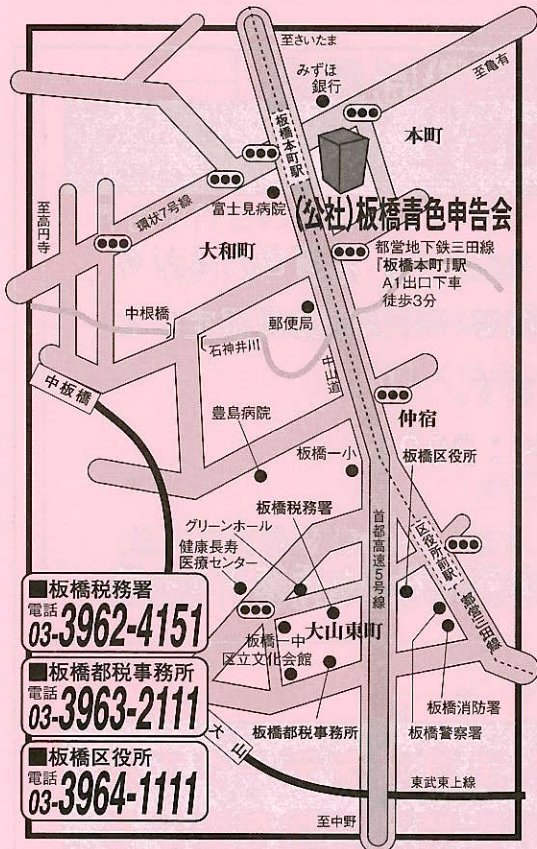 至さいたま
みずほ
銀行
至亀有
本町
板橋本町駅
(公社)板橋青色申告会
富士見病院
環状7号線
至高円寺
大和町
都営地下鉄三田線
『板橋本町』駅
A1出口下車
徒歩3分
中根橋
郵便局
石神井川
中山道
中板橋
仲宿
豊島病院
板橋一小
板橋区役所
板橋税務署
グリーンホール
健康長寿
医療センター
首都高速5号線
区役所前駅
都営三田線
■板橋税務署
電話
03-3962-4151
板橋一中
大山東町
区立文化会館
■板橋都税事務所
電話
03-3963-2111
板橋都税事務所
板橋消防署
板橋警察署
大山
■板橋区役所
電話
03-3964-1111
東武東上線
至中野